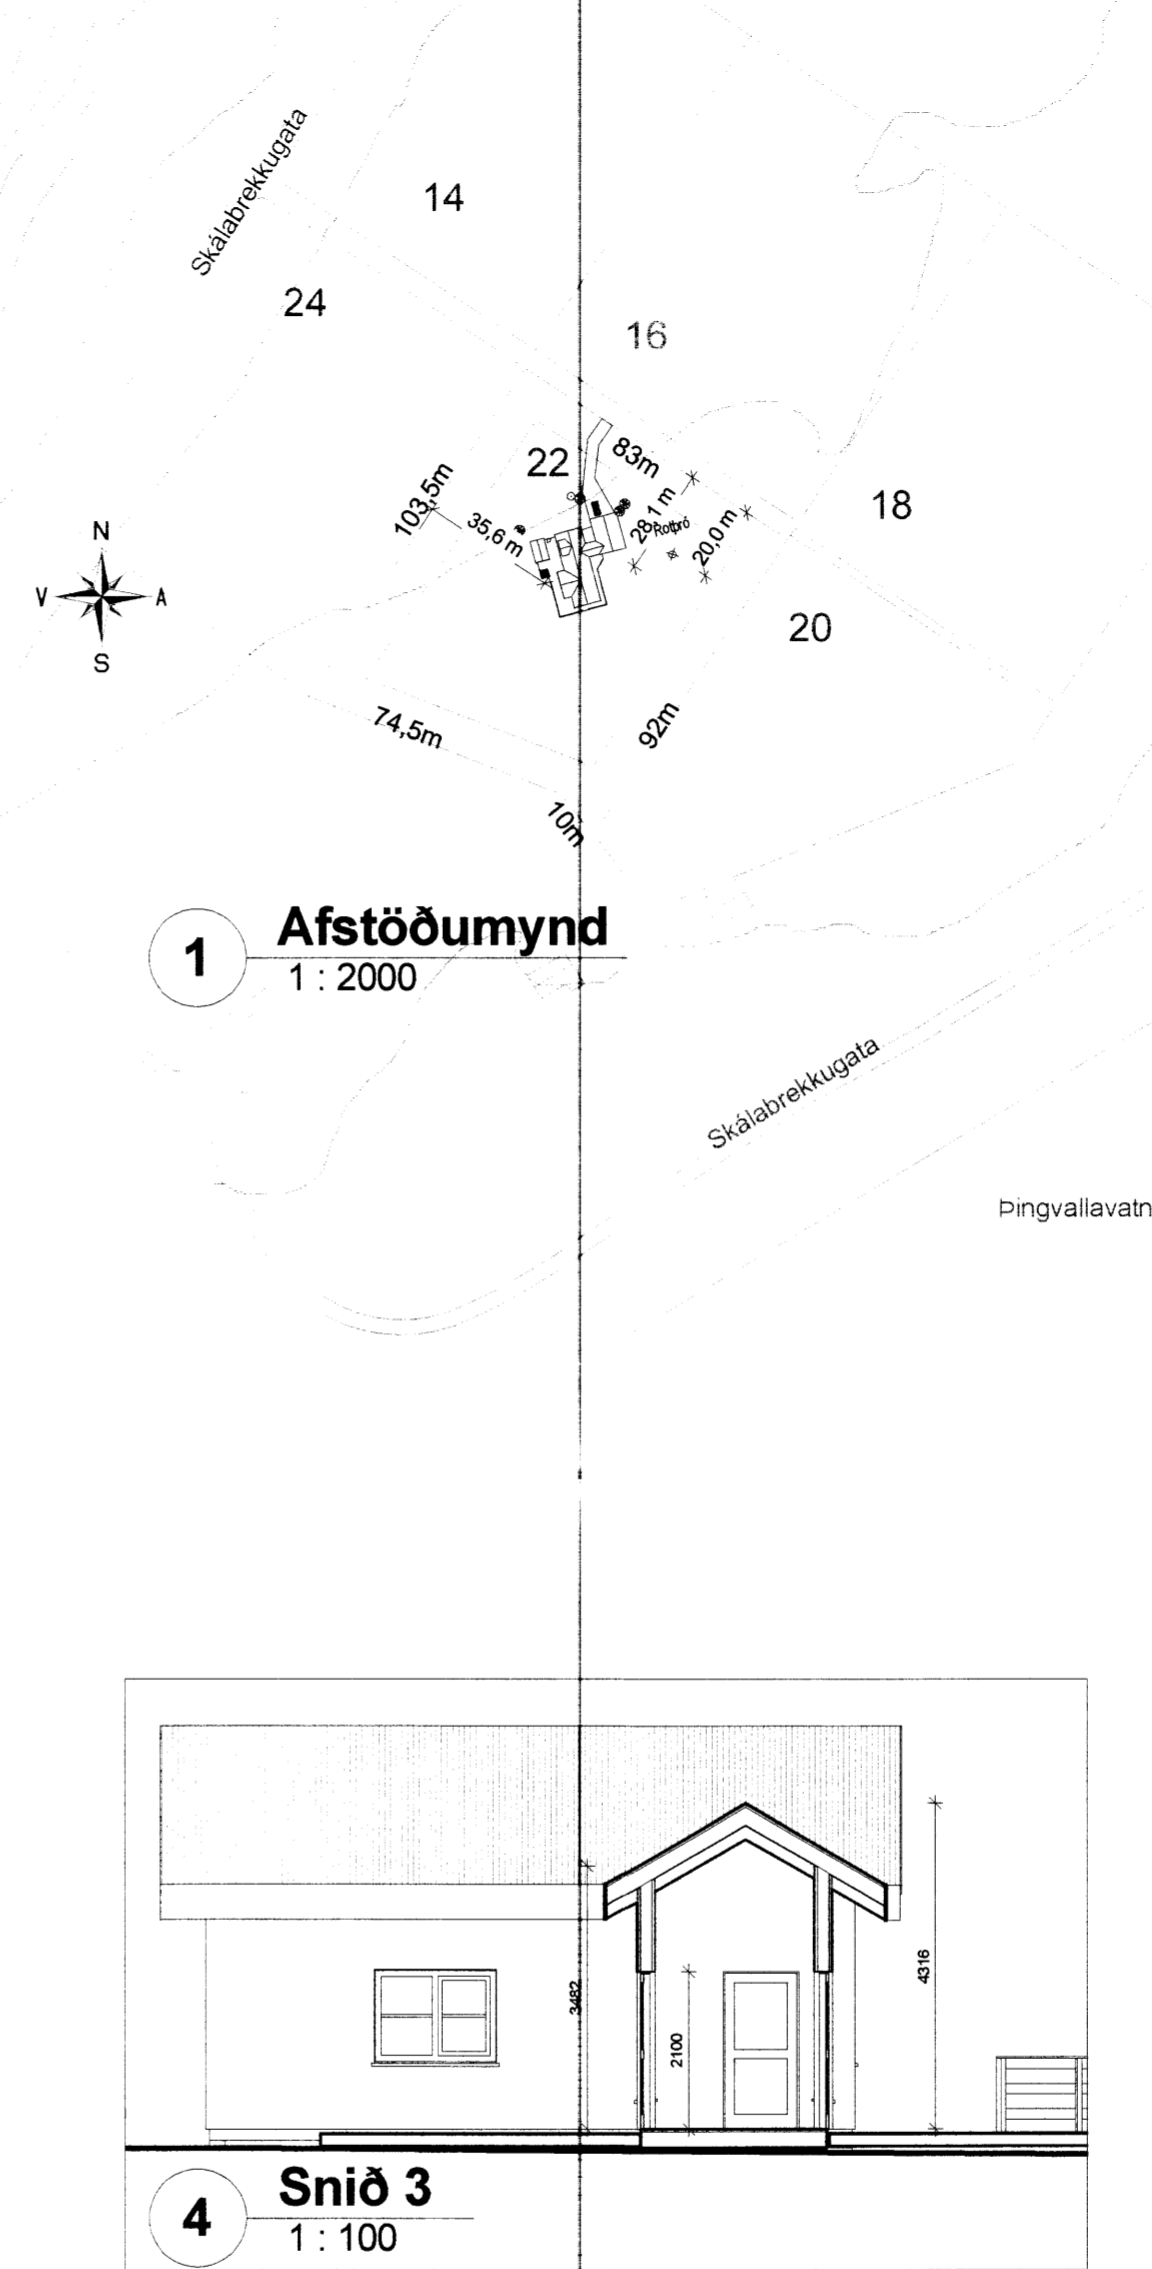 Skálabrekkugata
14
24
16
22
83m
103,5m
35,6 m
28,1 m
Rotþró
20,0 m
18
N
V
A
S
20
74,5m
92m
10m
1
Afstöðumynd
1 : 2000
Skálabrekkugata
Þingvallavatn
3482
2100
4316
4
Snið 3
1 : 100